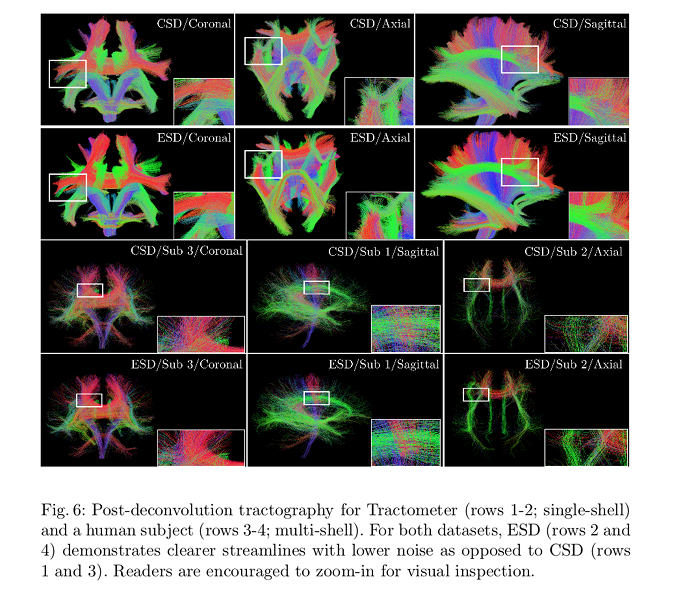 CSD/Coronal
CSD/Axial
CSD/Sagittal
ESD/Coronal
ESD/Axial
ESD/Sagittal
CSD/Sub 3/Coronal
CSD/Sub 1/Sagittal
CSD/Sub 2/Axial
ESD/Sub 3/Coronal
ESD/Sub 1/Sagittal
ESD/Sub 2/Axial
Fig. 6: Post-deconvolution tractography for Tractometer (rows 1-2; single-shell)
and a human subject (rows 3-4; multi-shell). For both datasets, ESD (rows 2 and
4) demonstrates clearer streamlines with lower noise as opposed to CSD (rows
1 and 3). Readers are encouraged to zoom-in for visual inspection.